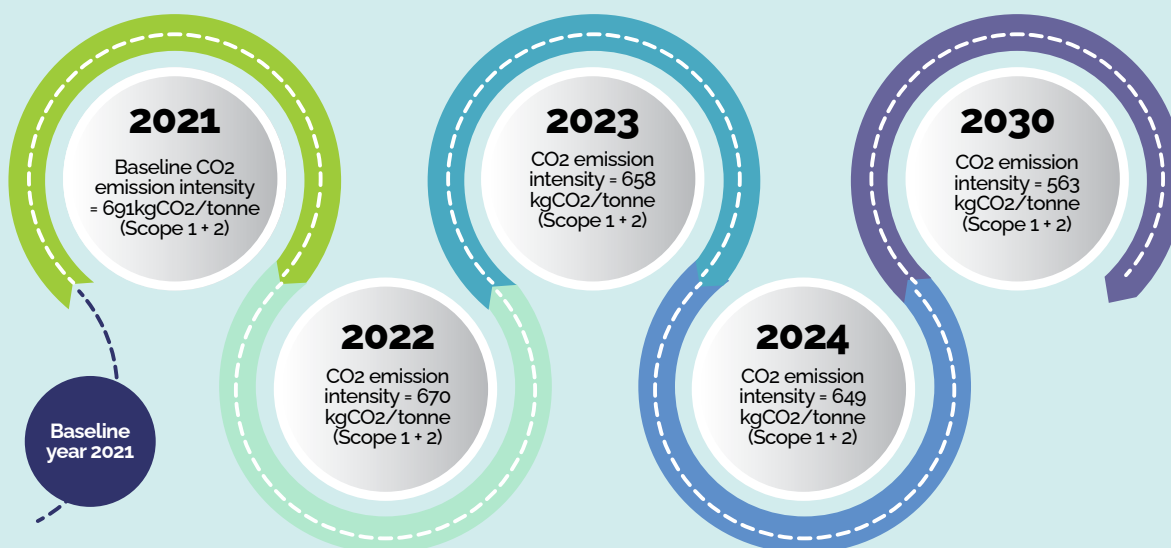 2021
Baseline CO2
emission intensity
= 691kgCO2/tonne
(Scope 1 + 2)
2022
CO2 emission
intensity = 670
kgCO2/tonne
(Scope 1 + 2)
2023
CO2 emission
intensity = 658
kgCO2/tonne
(Scope 1 + 2)
2024
CO2 emission
intensity = 649
kgCO2/tonne
(Scope 1 + 2)
2030
CO2 emission
intensity = 563
kgCO2/tonne
(Scope 1 + 2)
Baseline
year 2021